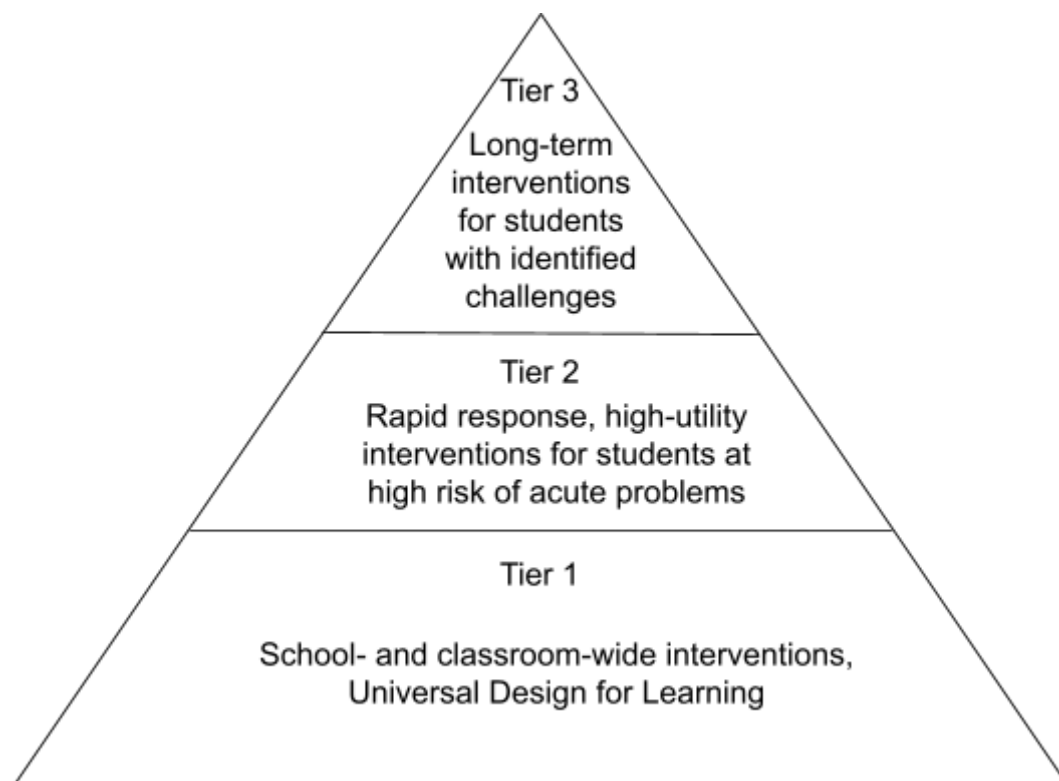 Tier 3
Long-term
interventions
for students
with identified
challenges
Tier 2
Rapid response, high-utility
interventions for students at
high risk of acute problems
Tier 1
School- and classroom-wide interventions,
Universal Design for Learning